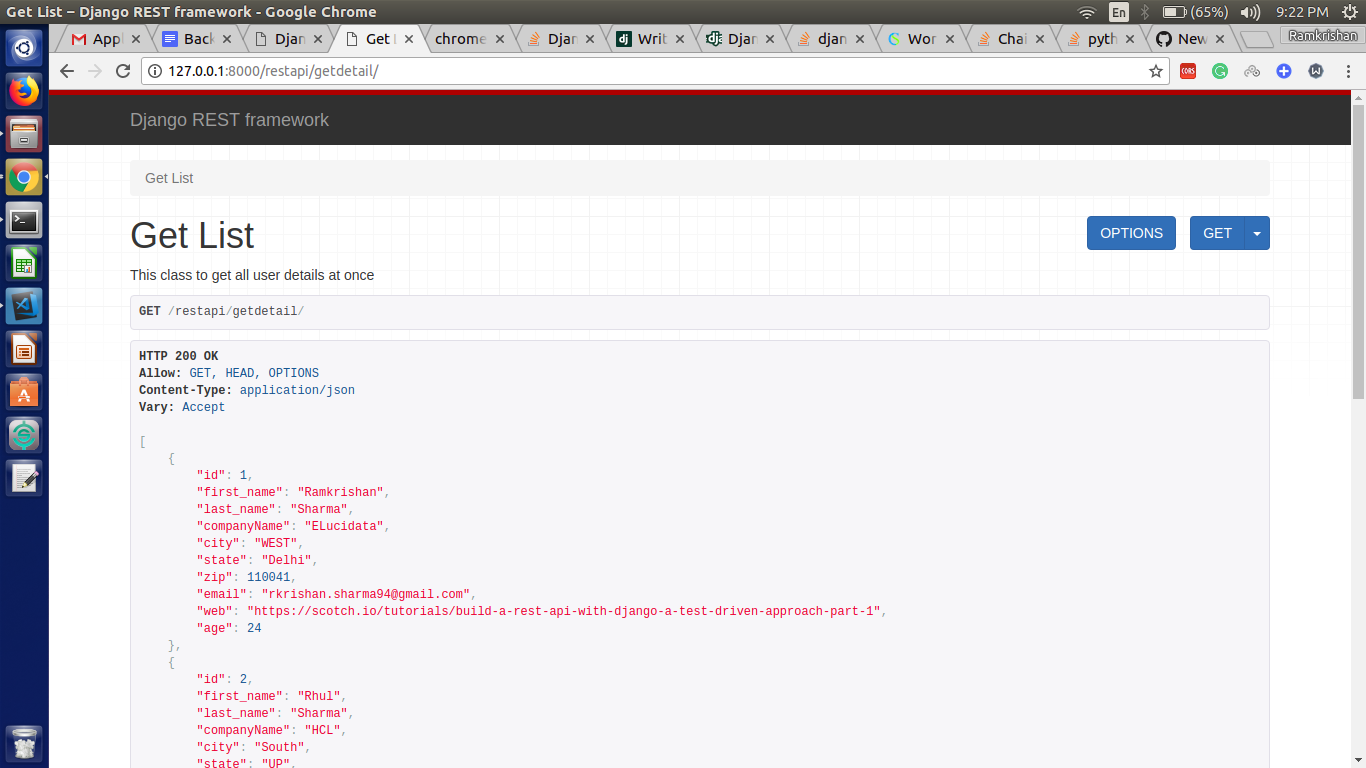 Get List – Django REST framework - Google Chrome
En
(65%)
9:22 PM
Appl
Back
Djan
Get L
chrome
Djan
Writ
Djan
djan
Wor
Chai
pyth
New
Ramkrishan
127.0.0.1:8000/restapi/getdetail/
CORS
Django REST framework
Get List
Get List
OPTIONS
GET
This class to get all user details at once
GET /restapi/getdetail/
HTTP 200 OK
Allow: GET, HEAD, OPTIONS
Content-Type: application/json
Vary: Accept
[
{
"id": 1,
"first_name": "Ramkrishan",
"last_name": "Sharma",
"companyName": "ELucidata",
"city": "WEST",
"state": "Delhi",
"zip": 110041,
"email": "rkrishan.sharma94@gmail.com",
"web": "https://scotch.io/tutorials/build-a-rest-api-with-django-a-test-driven-approach-part-1",
"age": 24
},
{
"id": 2,
"first_name": "Rhul",
"last_name": "Sharma",
"companyName": "HCL",
"city": "South",
"state": "UP",